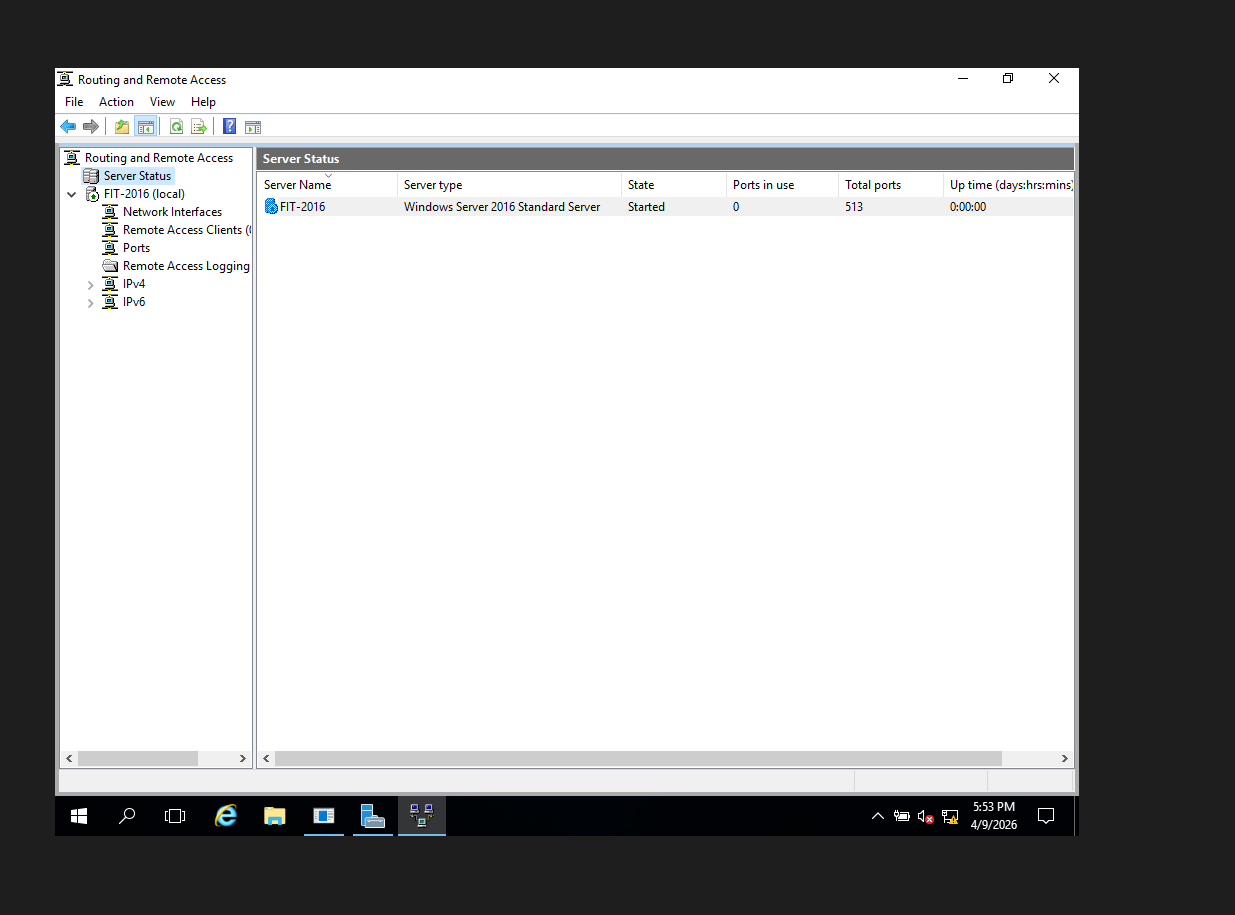 Routing and Remote Access
File Action View Help
Routing and Remote Access
Server Status
FIT-2016 (local)
Network Interfaces
Remote Access Clients (
Ports
Remote Access Logging
IPv4
IPv6
Server Status
Server Name Server type State Ports in use Total ports Up time (days:hrs:mins)
FIT-2016 Windows Server 2016 Standard Server Started 0 513 0:00:00
5:53 PM
4/9/2026